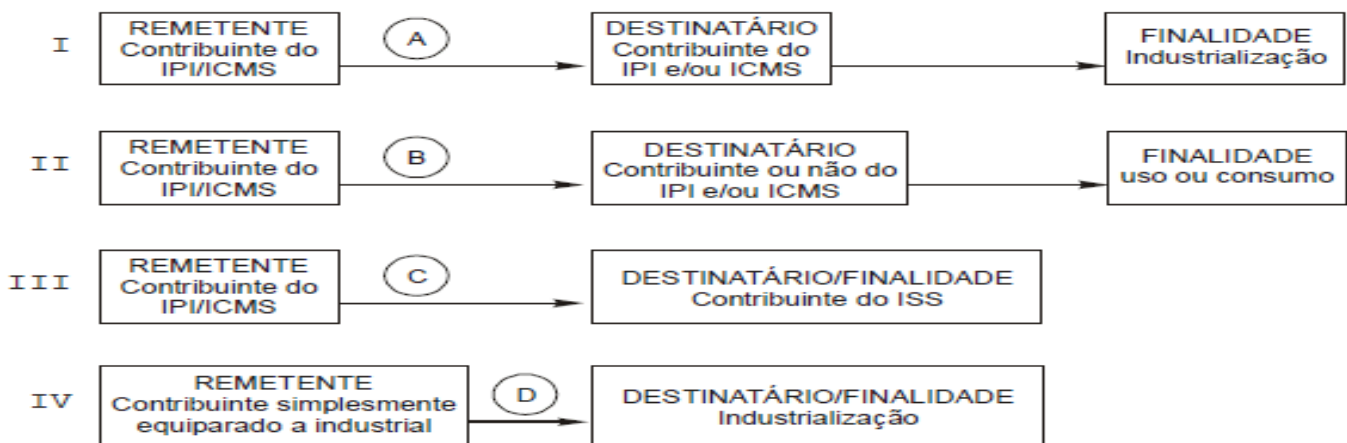 I
REMETENTE
Contribuinte do
IPI/ICMS
A
DESTINATÁRIO
Contribuinte do
IPI e/ou ICMS
FINALIDADE
Industrialização
II
REMETENTE
Contribuinte do
IPI/ICMS
B
DESTINATÁRIO
Contribuinte ou não do
IPI e/ou ICMS
FINALIDADE
uso ou consumo
III
REMETENTE
Contribuinte do
IPI/ICMS
C
DESTINATÁRIO/FINALIDADE
Contribuinte do ISS
IV
REMETENTE
Contribuinte simplesmente
equiparado a industrial
D
DESTINATÁRIO/FINALIDADE
Industrialização